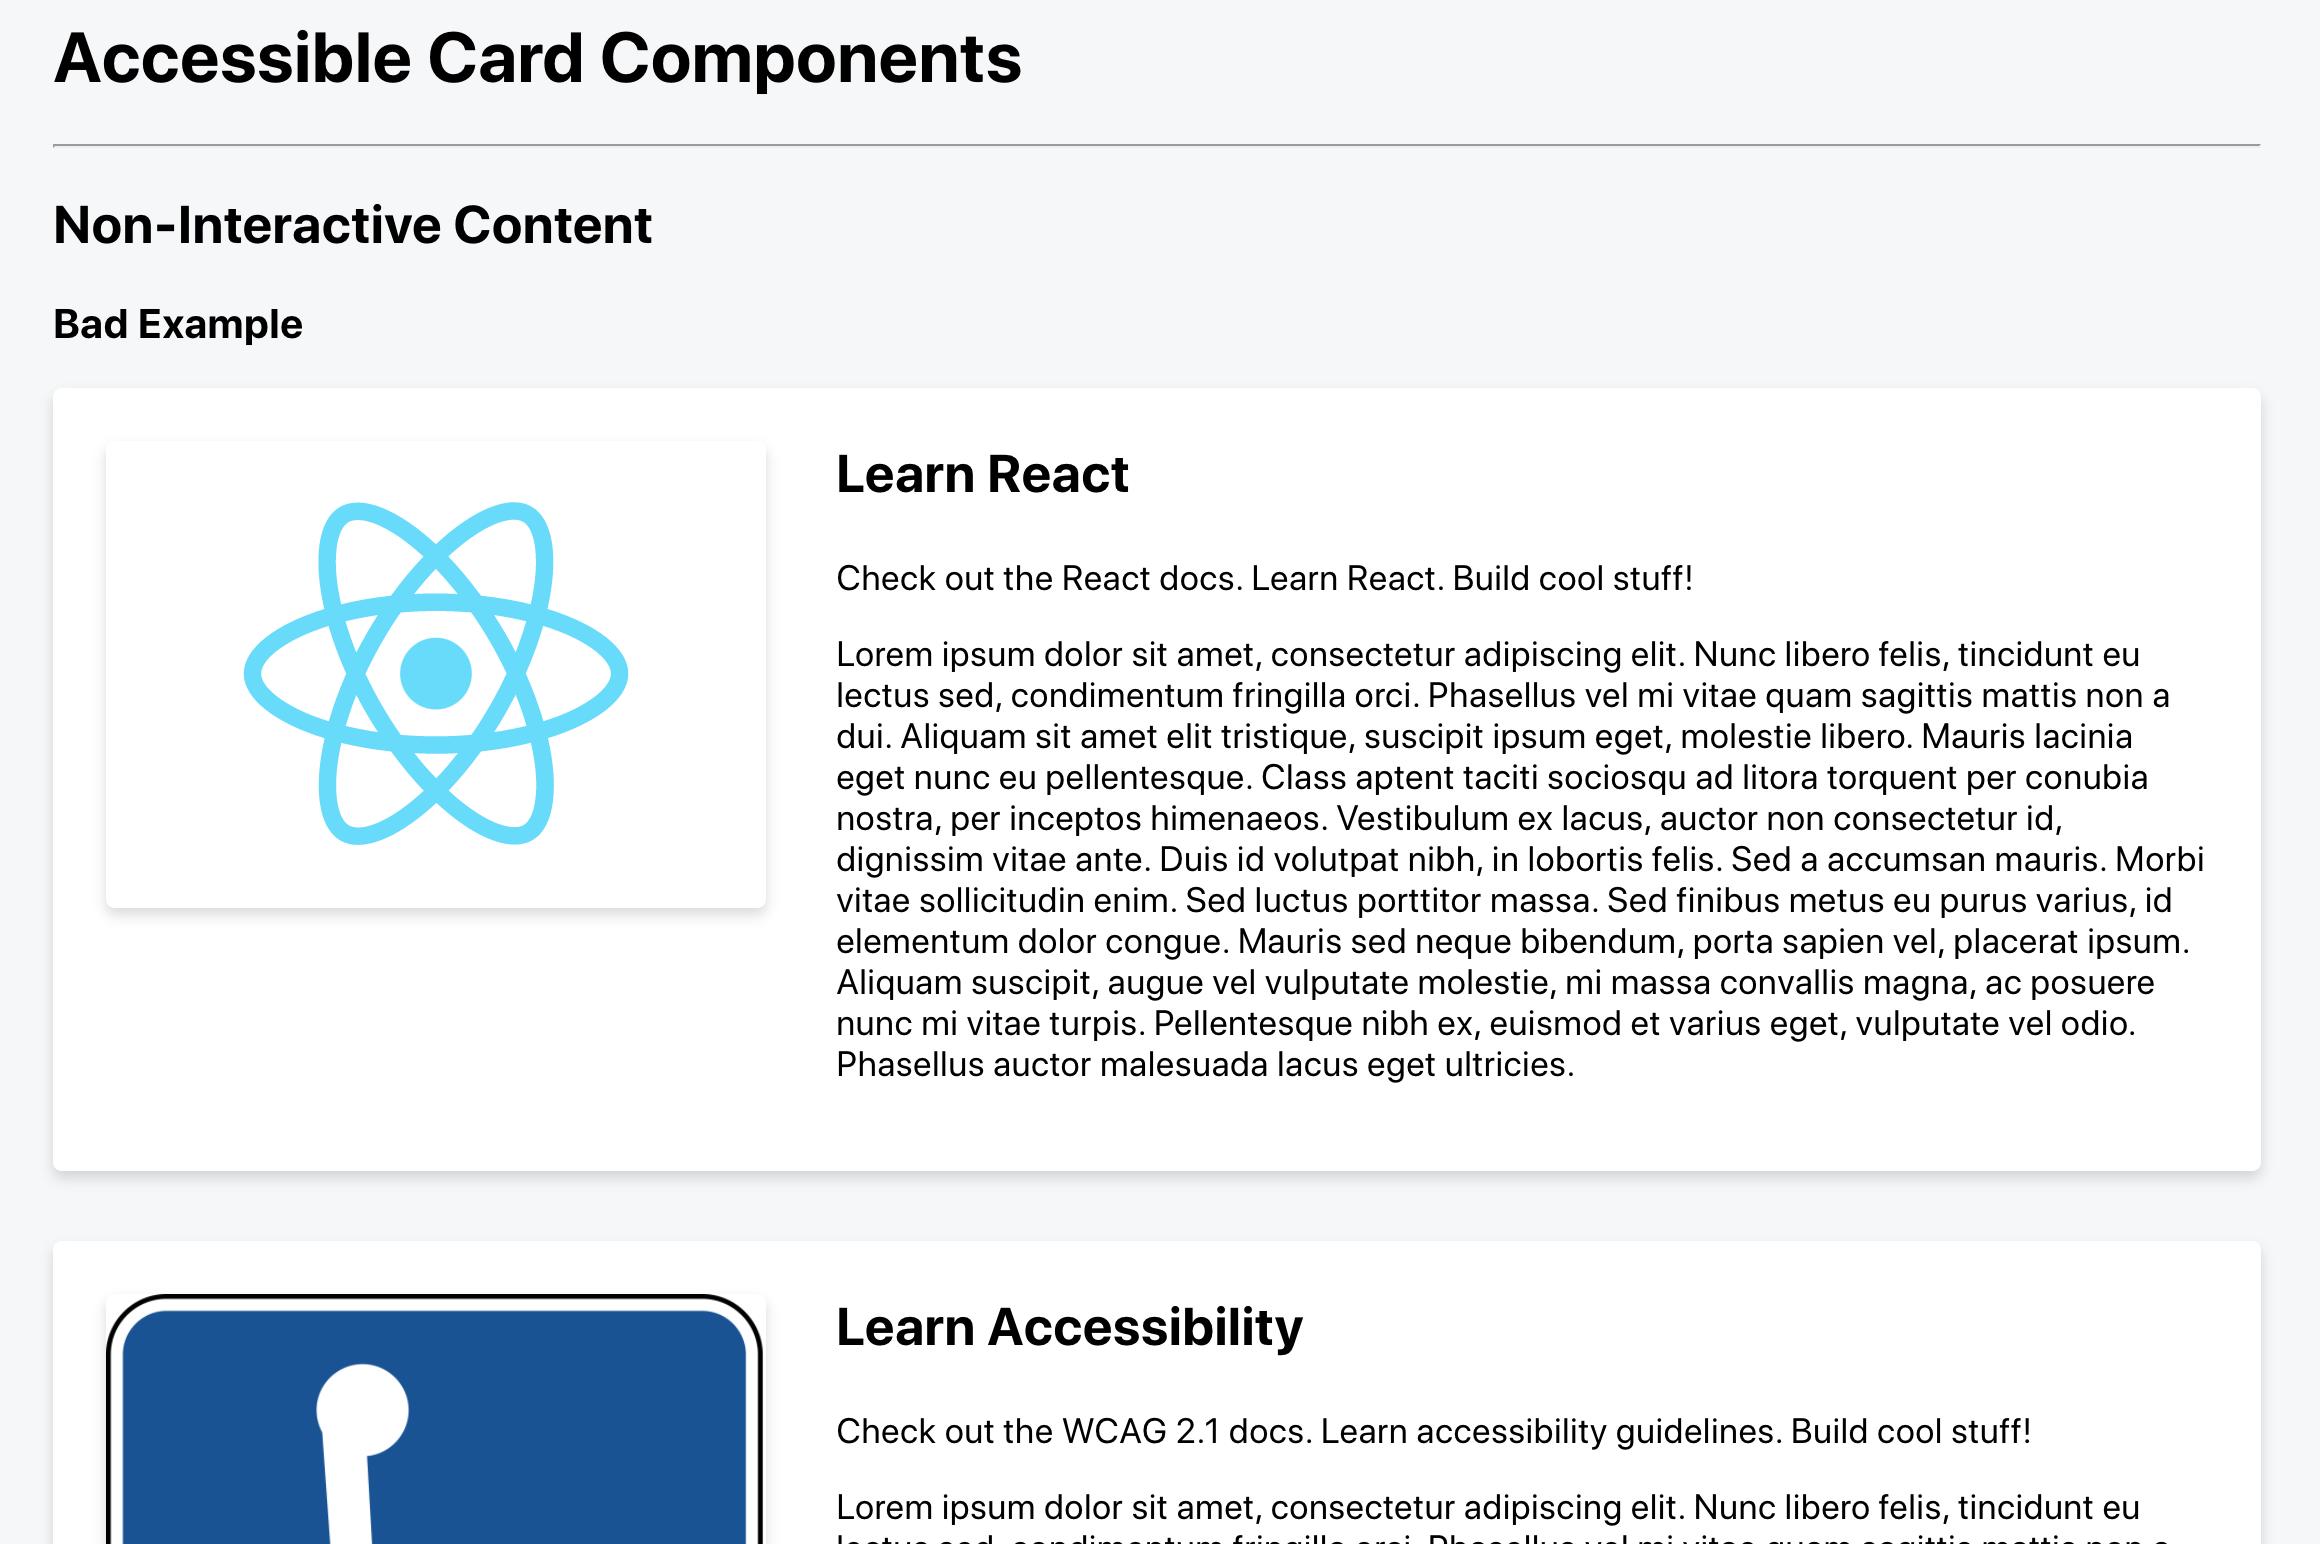 Accessible Card Components
Non-Interactive Content
Bad Example
Learn React
Check out the React docs. Learn React. Build cool stuff!
Lorem ipsum dolor sit amet, consectetur adipiscing elit. Nunc libero felis, tincidunt eu
lectus sed, condimentum fringilla orci. Phasellus vel mi vitae quam sagittis mattis non a
dui. Aliquam sit amet elit tristique, suscipit ipsum eget, molestie libero. Mauris lacinia
eget nunc eu pellentesque. Class aptent taciti sociosqu ad litora torquent per conubia
nostra, per inceptos himenaeos. Vestibulum ex lacus, auctor non consectetur id,
dignissim vitae ante. Duis id volutpat nibh, in lobortis felis. Sed a accumsan mauris. Morbi
vitae sollicitudin enim. Sed luctus porttitor massa. Sed finibus metus eu purus varius, id
elementum dolor congue. Mauris sed neque bibendum, porta sapien vel, placerat ipsum.
Aliquam suscipit, augue vel vulputate molestie, mi massa convallis magna, ac posuere
nunc mi vitae turpis. Pellentesque nibh ex, euismod et varius eget, vulputate vel odio.
Phasellus auctor malesuada lacus eget ultricies.
Learn Accessibility
Check out the WCAG 2.1 docs. Learn accessibility guidelines. Build cool stuff!
Lorem ipsum dolor sit amet, consectetur adipiscing elit. Nunc libero felis, tincidunt eu